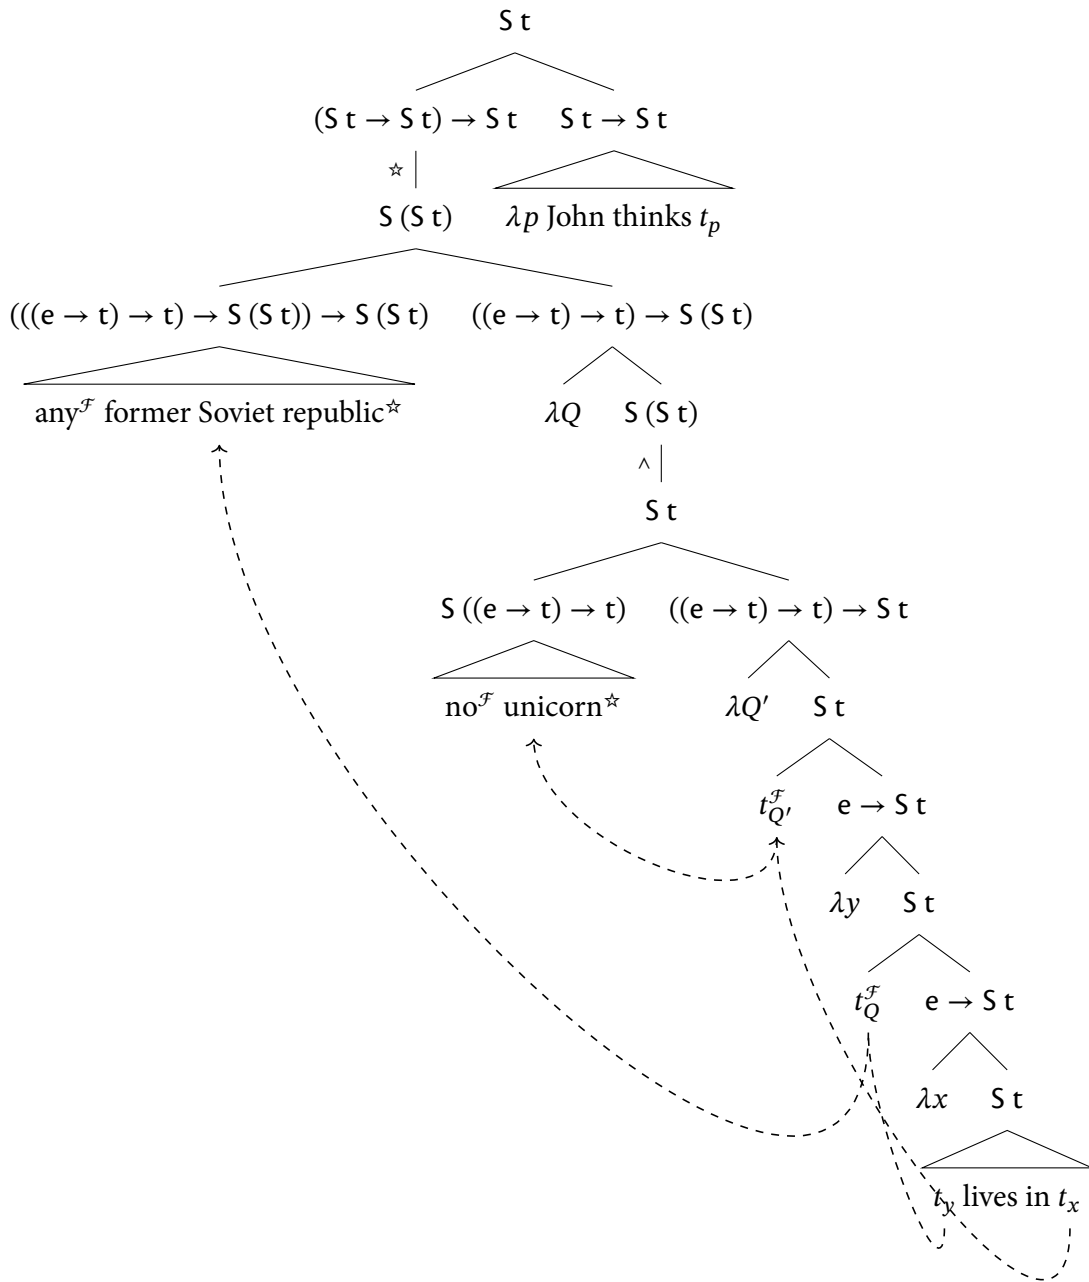 S t
(S t → S t) → S t S t → S t
☆
S (S t) λp John thinks t_p
(((e → t) → t) → S (S t)) → S (S t) ((e → t) → t) → S (S t)
any^ℱ former Soviet republic^☆ λQ S (S t)
^
S t
S ((e → t) → t) ((e → t) → t) → S t
no^ℱ unicorn^☆ λQ′ S t
t^ℱ_Q′ e → S t
λy S t
t^ℱ_Q e → S t
λx S t
t_y lives in t_x